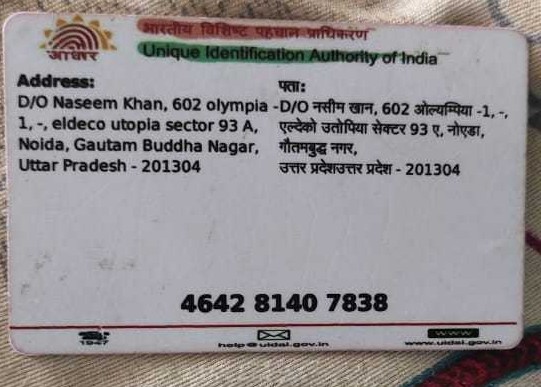 भारतीय विशिष्ट पहचान प्राधिकरण
आधार
Unique Identification Authority of India
Address:
D/O Naseem Khan, 602 olympia -
1, -, eldeco utopia sector 93 A,
Noida, Gautam Buddha Nagar,
Uttar Pradesh - 201304
पता:
D/O नसीम खान, 602 ओल्यम्पिया -1, -,
एल्देको उतोपिया सेक्टर 93 ए, नोएडा,
गौतमबुद्ध नगर,
उत्तर प्रदेशउत्तर प्रदेश - 201304
4642 8140 7838
1947
help@uidai.gov.in
www
www.uidai.gov.in